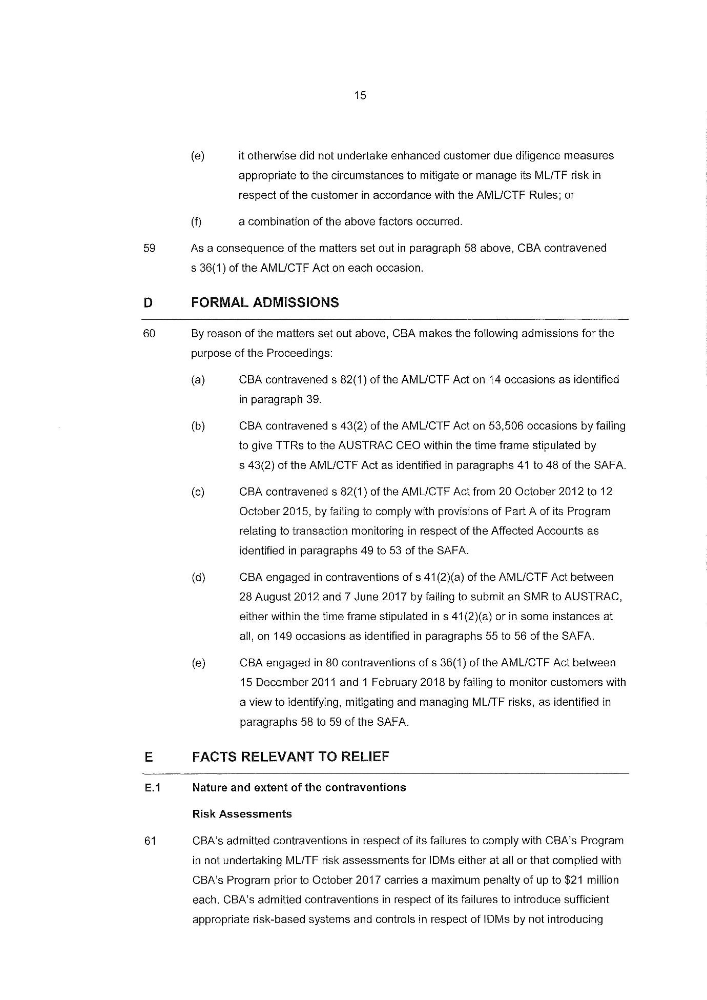 15
(e) it otherwise did not undertake enhanced customer due diligence measures
appropriate to the circumstances to mitigate or manage its ML/TF risk in
respect of the customer in accordance with the AML/CTF Rules; or
(f) a combination of the above factors occurred.
59 As a consequence of the matters set out in paragraph 58 above, CBA contravened
s 36(1) of the AML/CTF Act on each occasion.
D FORMAL ADMISSIONS
60 By reason of the matters set out above, CBA makes the following admissions for the
purpose of the Proceedings:
(a) CBA contravened s 82(1) of the AML/CTF Act on 14 occasions as identified
in paragraph 39.
(b) CBA contravened s 43(2) of the AML/CTF Act on 53,506 occasions by failing
to give TTRs to the AUSTRAC CEO within the time frame stipulated by
s 43(2) of the AML/CTF Act as identified in paragraphs 41 to 48 of the SAFA.
(c) CBA contravened s 82(1) of the AML/CTF Act from 20 October 2012 to 12
October 2015, by failing to comply with provisions of Part A of its Program
relating to transaction monitoring in respect of the Affected Accounts as
identified in paragraphs 49 to 53 of the SAFA.
(d) CBA engaged in contraventions of s 41(2)(a) of the AML/CTF Act between
28 August 2012 and 7 June 2017 by failing to submit an SMR to AUSTRAC,
either within the time frame stipulated in s 41(2)(a) or in some instances at
all, on 149 occasions as identified in paragraphs 55 to 56 of the SAFA.
(e) CBA engaged in 80 contraventions of s 36(1) of the AML/CTF Act between
15 December 2011 and 1 February 2018 by failing to monitor customers with
a view to identifying, mitigating and managing ML/TF risks, as identified in
paragraphs 58 to 59 of the SAFA.
E FACTS RELEVANT TO RELIEF
E.1 Nature and extent of the contraventions
Risk Assessments
61 CBA's admitted contraventions in respect of its failures to comply with CBA's Program
in not undertaking ML/TF risk assessments for IDMs either at all or that complied with
CBA's Program prior to October 2017 carries a maximum penalty of up to $21 million
each. CBA's admitted contraventions in respect of its failures to introduce sufficient
appropriate risk-based systems and controls in respect of IDMs by not introducing